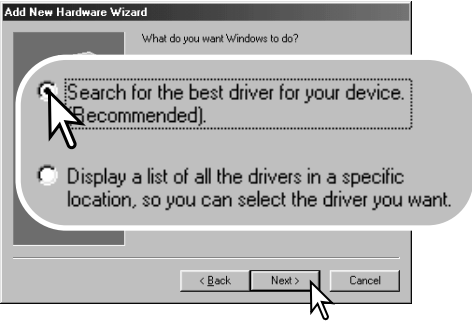 Add New Hardware Wizard
What do you want Windows to do?
Search for the best driver for your device.
(Recommended).
Display a list of all the drivers in a specific
location, so you can select the driver you want.
< Back
Next >
Cancel